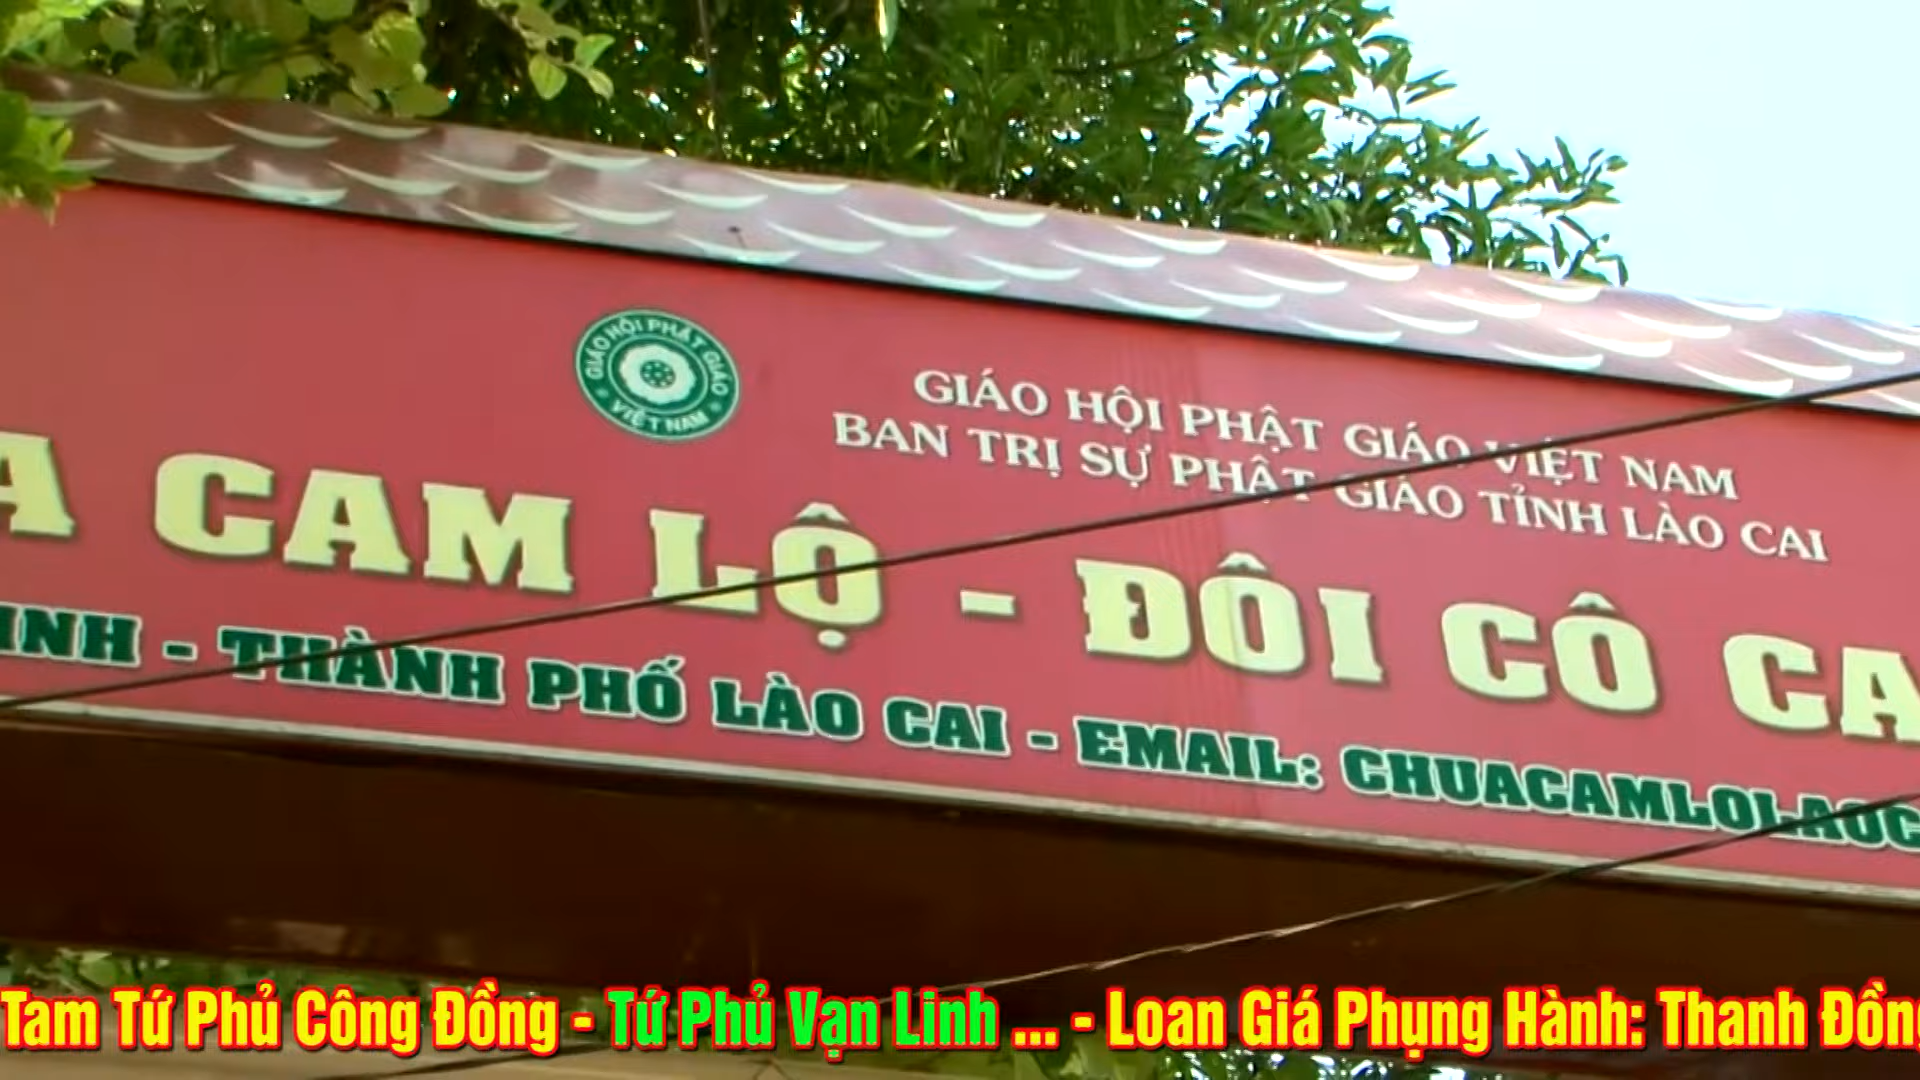 GIÁO HỘI PHẬT GIÁO
VIỆT NAM
GIÁO HỘI PHẬT GIÁO VIỆT NAM
BAN TRỊ SỰ PHẬT GIÁO TỈNH LÀO CAI
A CAM LỘ - ĐÔI CÔ CA
INH - THÀNH PHỐ LÀO CAI - EMAIL: CHUACAMLOLAOC
Tam Tứ Phủ Công Đồng - Tứ Phủ Vạn Linh ... - Loan Giá Phụng Hành: Thanh Đồng